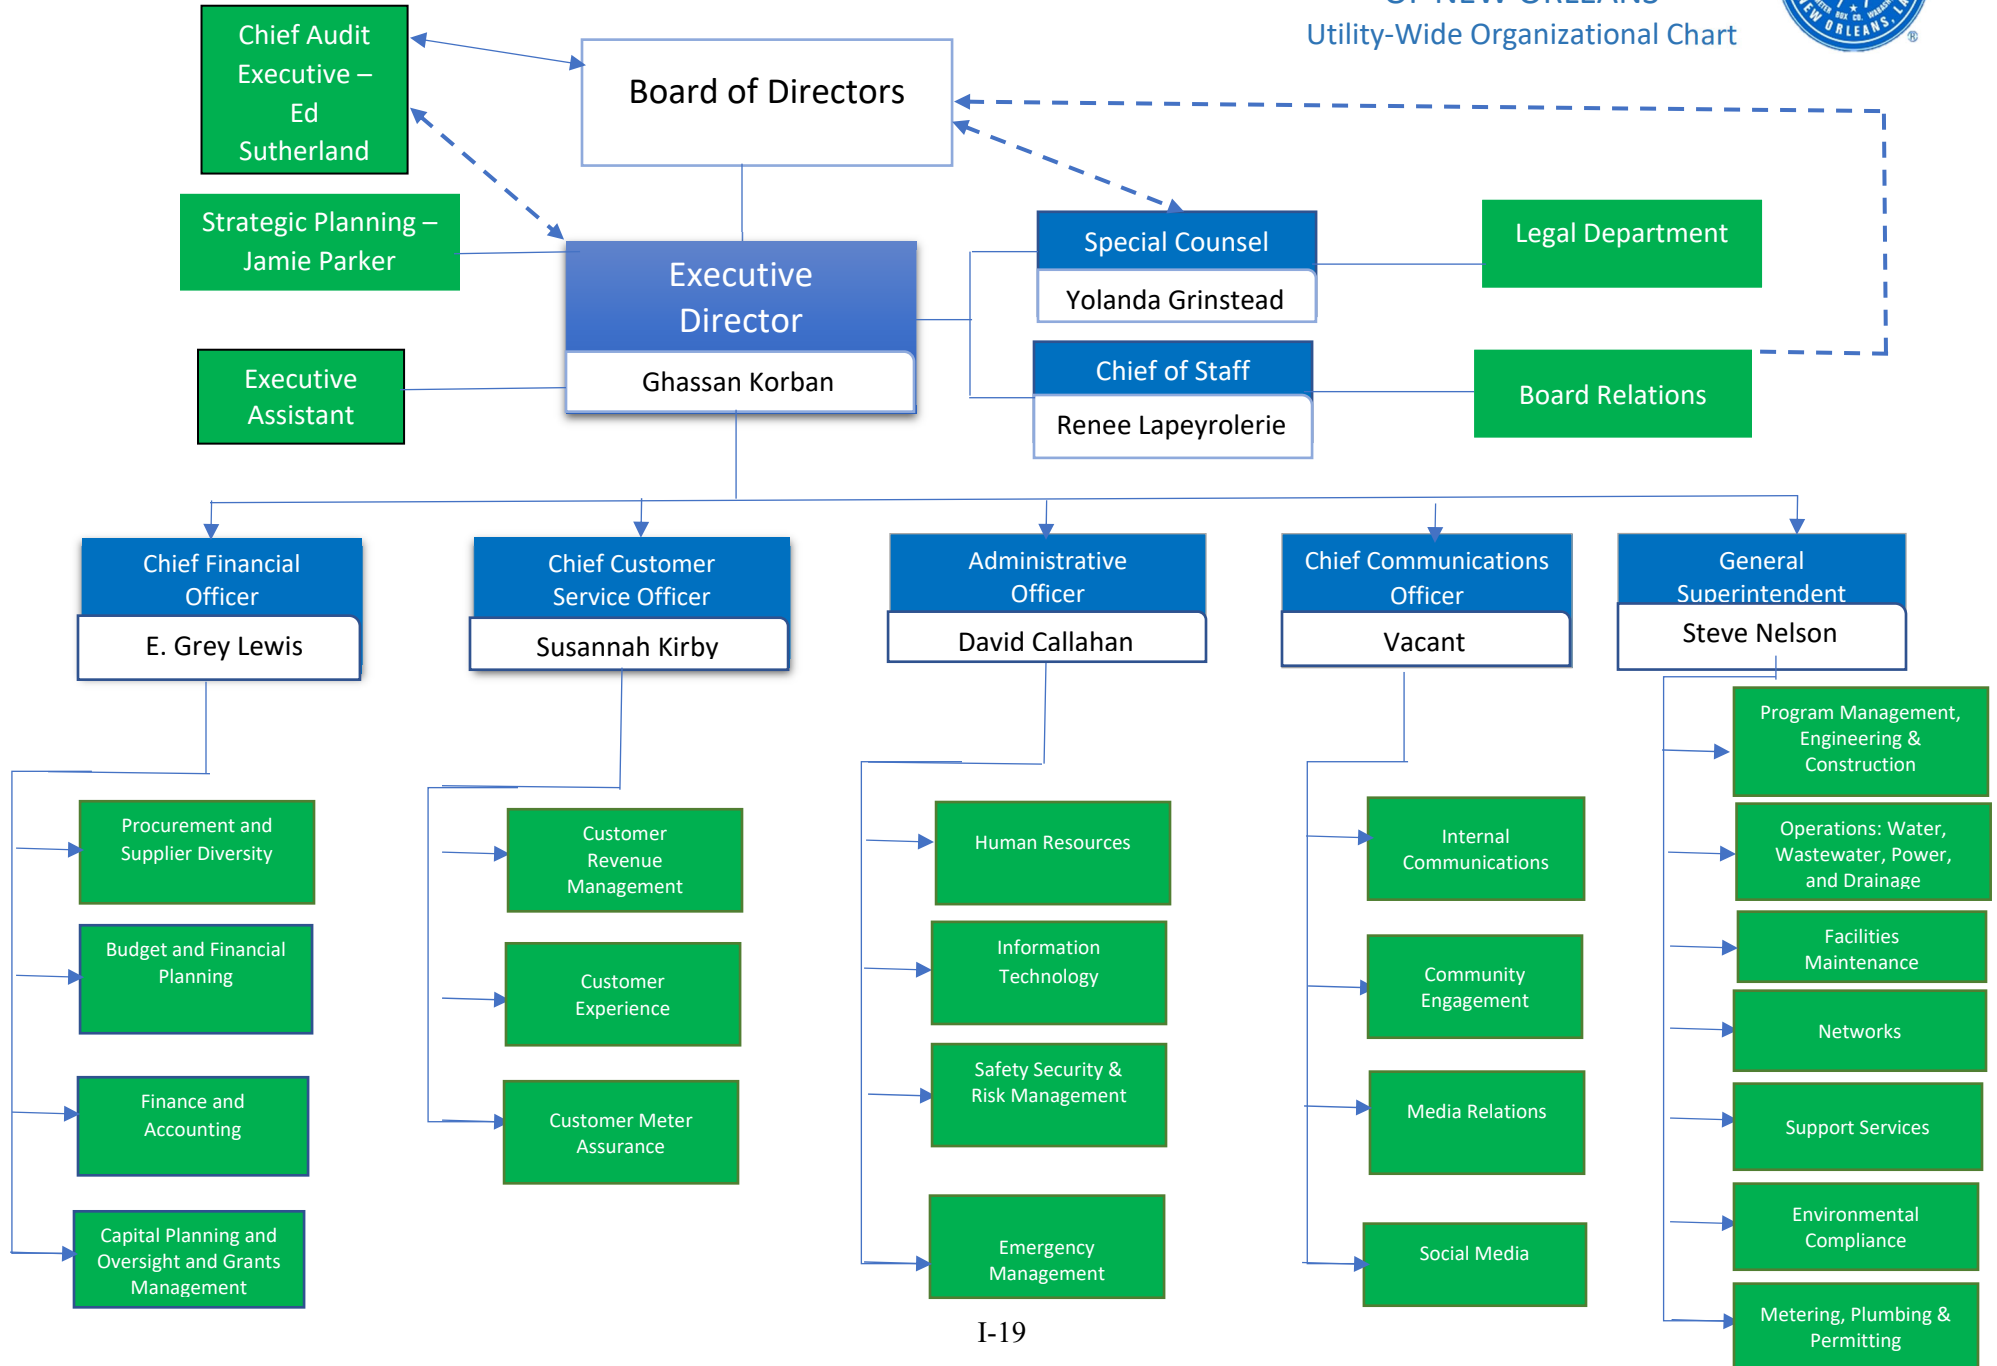 OF NEW ORLEANS
Utility-Wide Organizational Chart
NEW ORLEANS, LA
®
Chief Audit
Executive –
Ed
Sutherland
Board of Directors
Strategic Planning –
Jamie Parker
Executive
Director
Ghassan Korban
Special Counsel
Yolanda Grinstead
Legal Department
Executive
Assistant
Chief of Staff
Renee Lapeyrolerie
Board Relations
Chief Financial
Officer
E. Grey Lewis
Chief Customer
Service Officer
Susannah Kirby
Administrative
Officer
David Callahan
Chief Communications
Officer
Vacant
General
Superintendent
Steve Nelson
Procurement and
Supplier Diversity
Budget and Financial
Planning
Finance and
Accounting
Capital Planning and
Oversight and Grants
Management
Customer
Revenue
Management
Customer
Experience
Customer Meter
Assurance
Human Resources
Information
Technology
Safety Security &
Risk Management
Emergency
Management
Internal
Communications
Community
Engagement
Media Relations
Social Media
Program Management,
Engineering &
Construction
Operations: Water,
Wastewater, Power,
and Drainage
Facilities
Maintenance
Networks
Support Services
Environmental
Compliance
Metering, Plumbing &
Permitting
I-19